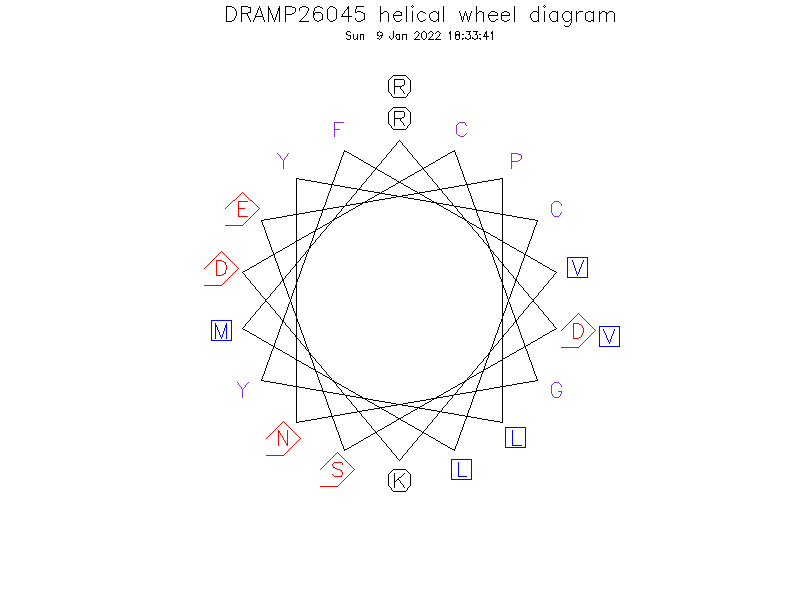 DRAMP26045 helical wheel diagram
Sun 9 Jan 2022 18:33:41
R
R
F C
Y P
E C
D V
M D V
Y G
N L
S L
K